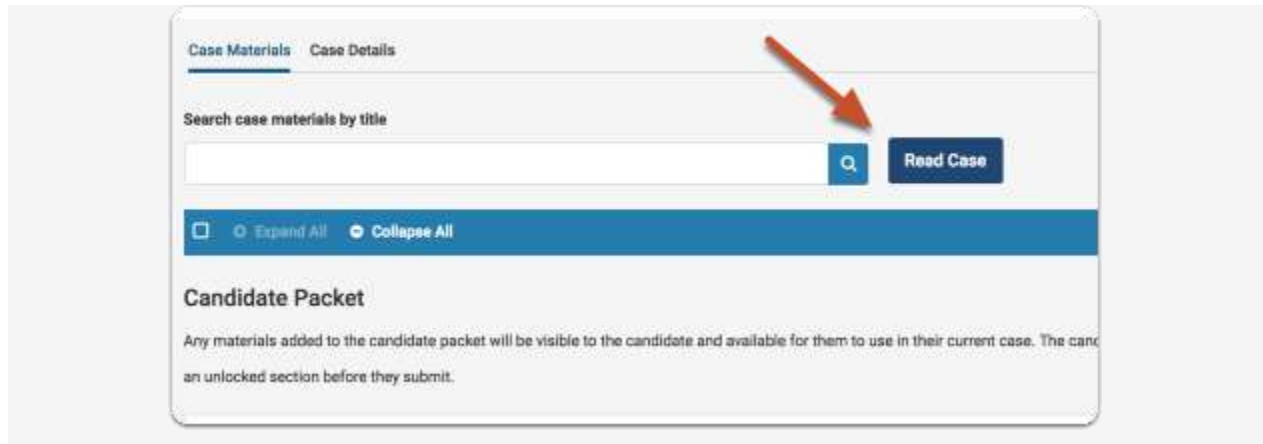 Case Materials Case Details
Search case materials by title
Read Case
Expand All Collapse All
Candidate Packet
Any materials added to the candidate packet will be visible to the candidate and available for them to use in their current case. The
an unlocked section before they submit.